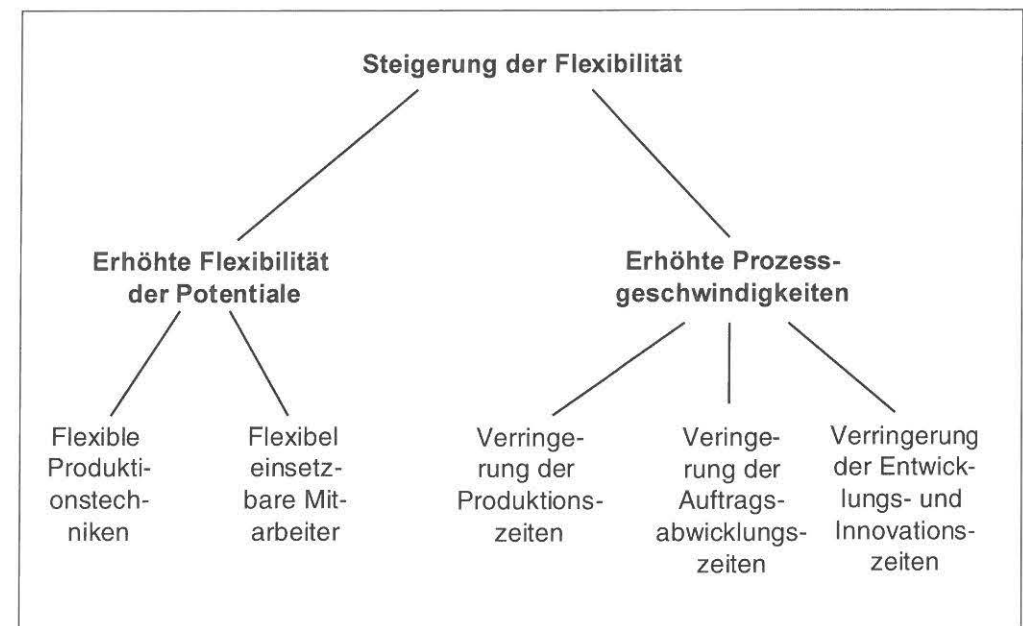 Steigerung der Flexibilität
Erhöhte Flexibilität
der Potentiale
Erhöhte Prozess-
geschwindigkeiten
Flexible
Produkti-
onstech-
niken
Flexibel
einsetz-
bare Mit-
arbeiter
Verringe-
rung der
Produktions-
zeiten
Veringe-
rung der
Auftrags-
abwicklungs-
zeiten
Verringerung
der Entwick-
lungs- und
Innovations-
zeiten